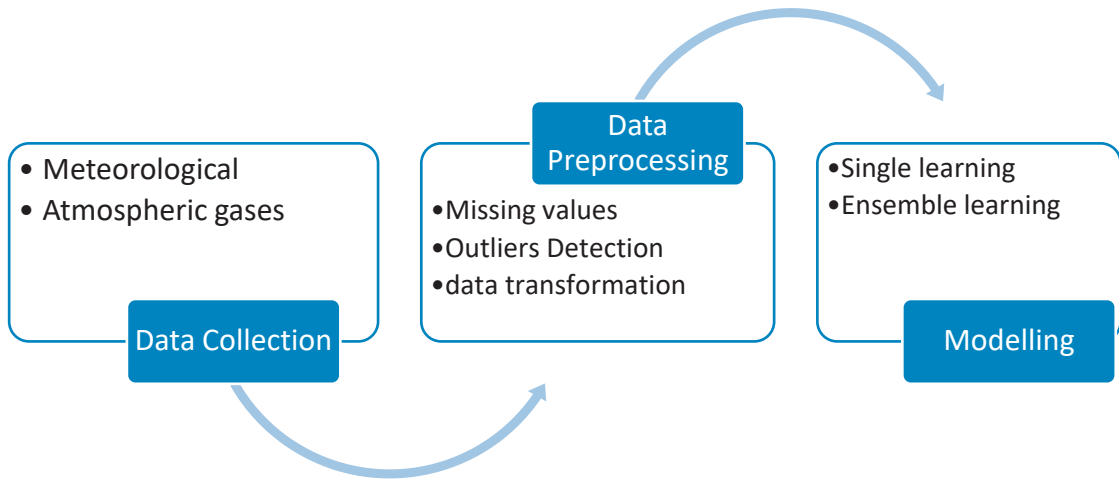 • Meteorological
• Atmospheric gases
Data Collection
Data
Preprocessing
•Missing values
•Outliers Detection
•data transformation
•Single learning
•Ensemble learning
Modelling